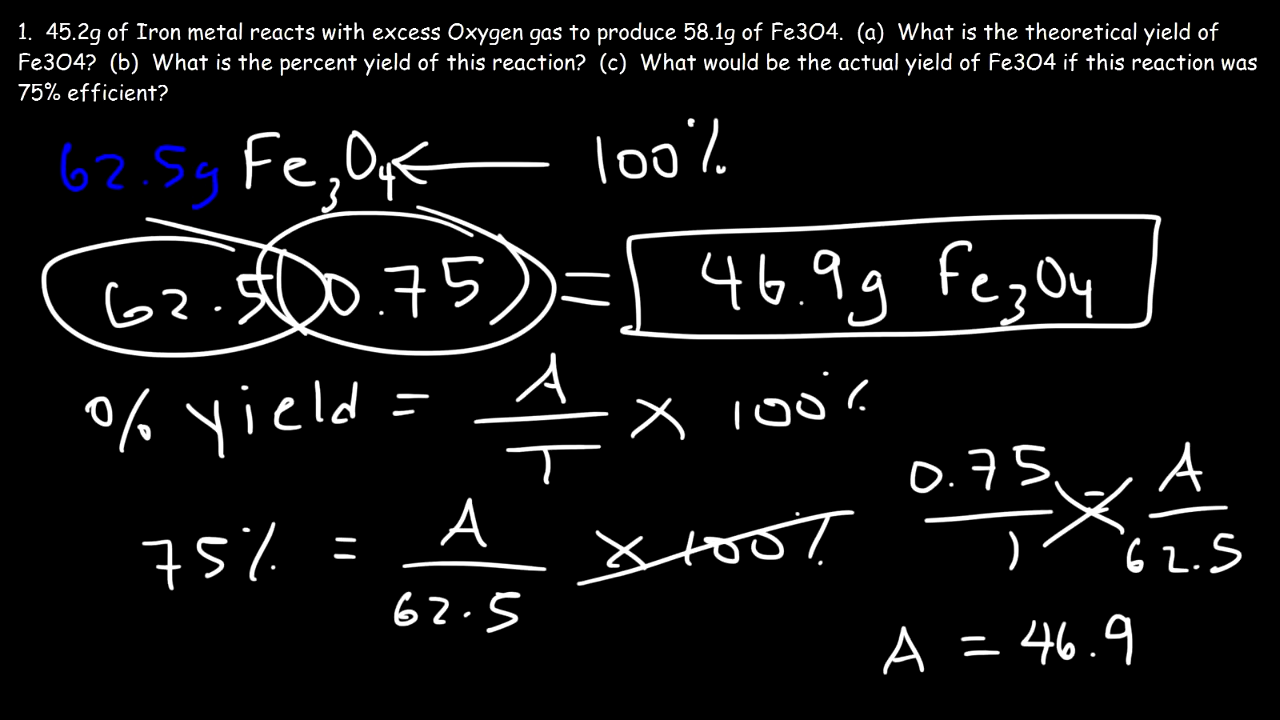 1. 45.2g of Iron metal reacts with excess Oxygen gas to produce 58.1g of Fe3O4. (a) What is the theoretical yield of
Fe3O4? (b) What is the percent yield of this reaction? (c) What would be the actual yield of Fe3O4 if this reaction was
75% efficient?
62.5g Fe₃O₄ ← 100%
62.5(0.75) = 46.9g Fe₃O₄
% yield = A/T x 100%
0.75/1 = A/62.5
75% = A/62.5 x 100%
A = 46.9